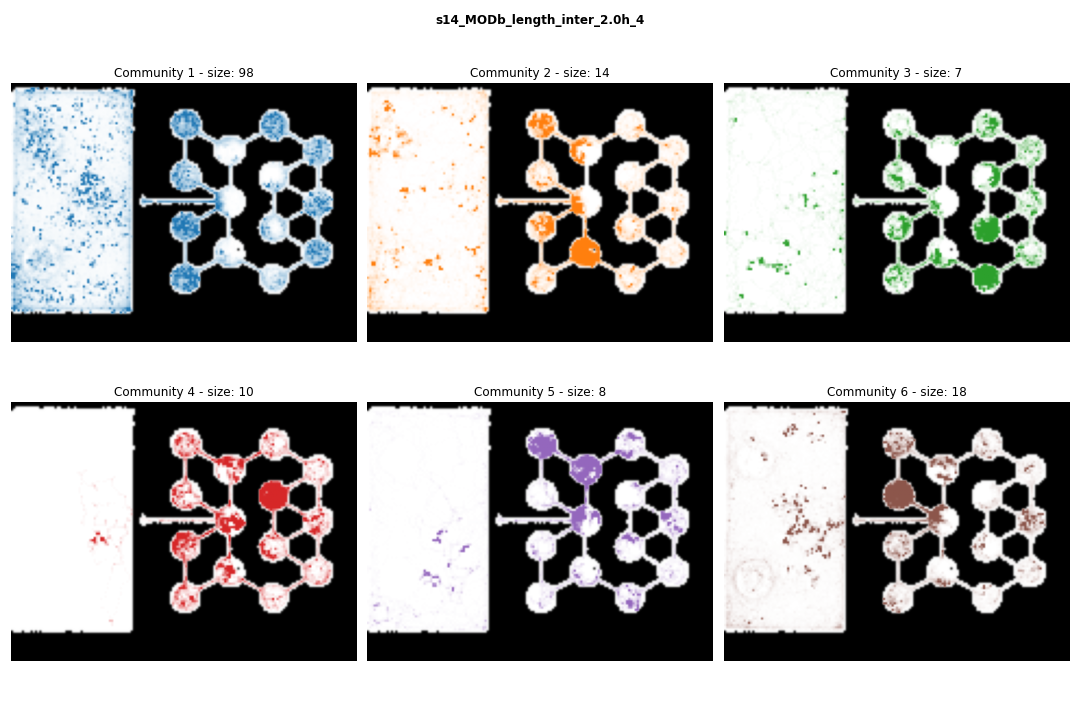 s14_MODb_length_inter_2.0h_4
Community 1 - size: 98
Community 2 - size: 14
Community 3 - size: 7
Community 4 - size: 10
Community 5 - size: 8
Community 6 - size: 18